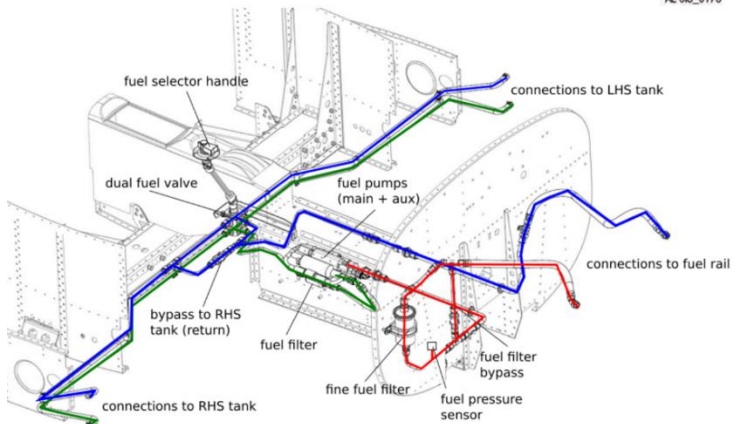 fuel selector handle
connections to LHS tank
dual fuel valve
fuel pumps
(main + aux)
connections to fuel rail
bypass to RHS
tank (return)
fuel filter
fuel filter
bypass
fine fuel filter
fuel pressure
sensor
connections to RHS tank